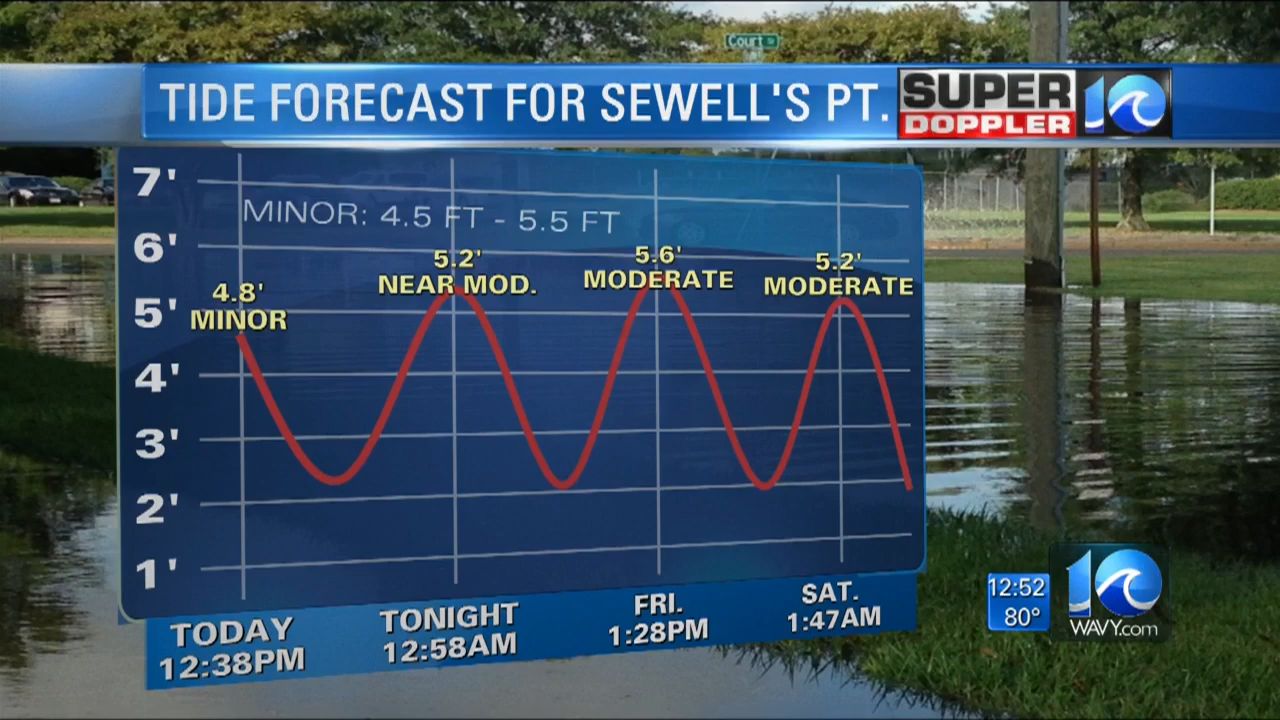 Court St
TIDE FORECAST FOR SEWELL'S PT.
SUPER
DOPPLER
10
7'
MINOR: 4.5 FT - 5.5 FT
6'
5.2'
NEAR MOD.
5.6'
MODERATE
5.2'
MODERATE
4.8'
MINOR
5'
4'
3'
2'
1'
TODAY
12:38PM
TONIGHT
12:58AM
FRI.
1:28PM
SAT.
1:47AM
12:52
80°
10
WAVY.com